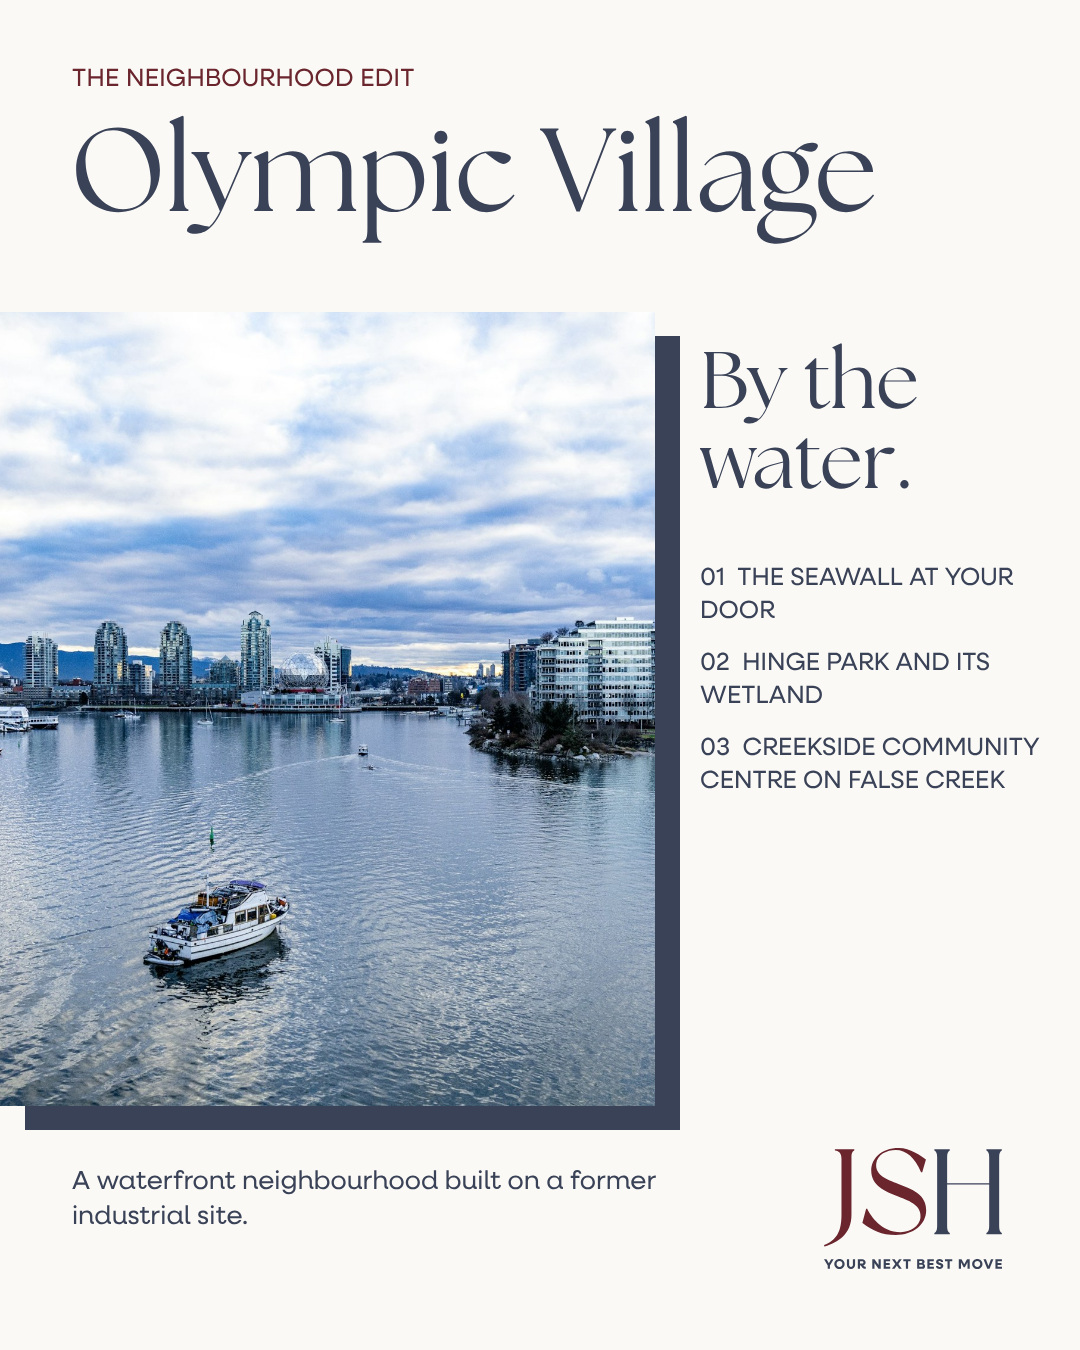 THE NEIGHBOURHOOD EDIT
Olympic Village
By the
water.
01 THE SEAWALL AT YOUR
DOOR
02 HINGE PARK AND ITS
WETLAND
03 CREEKSIDE COMMUNITY
CENTRE ON FALSE CREEK
A waterfront neighbourhood built on a former
industrial site.
JSH
YOUR NEXT BEST MOVE